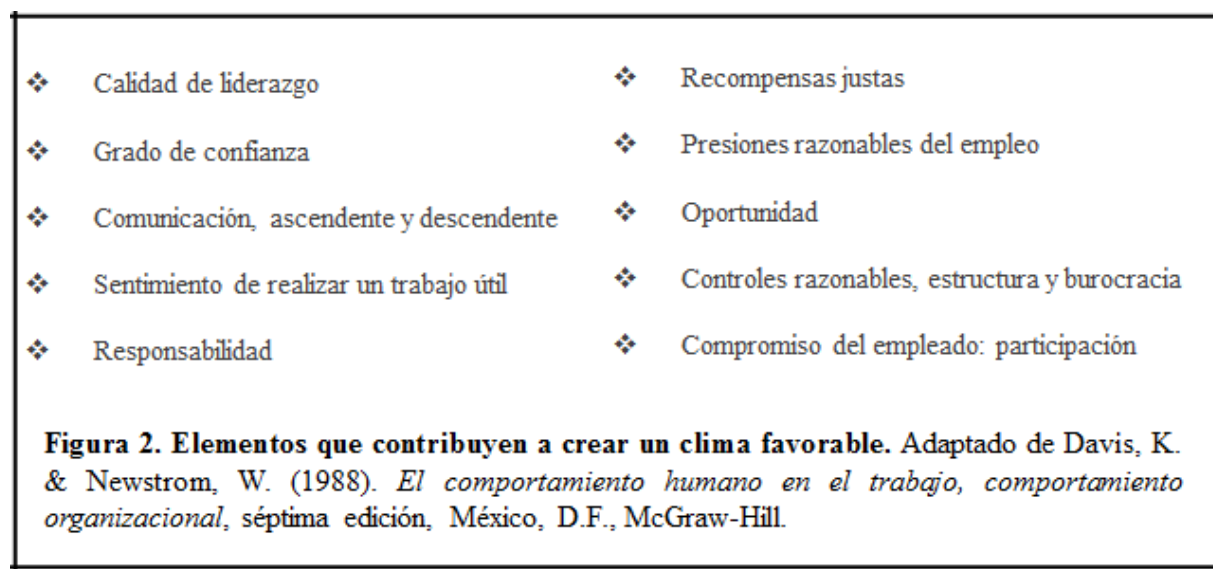 ❖ Calidad de liderazgo
❖ Grado de confianza
❖ Comunicación, ascendente y descendente
❖ Sentimiento de realizar un trabajo útil
❖ Responsabilidad
❖ Recompensas justas
❖ Presiones razonables del empleo
❖ Oportunidad
❖ Controles razonables, estructura y burocracia
❖ Compromiso del empleado: participación
Figura 2. Elementos que contribuyen a crear un clima favorable. Adaptado de Davis, K.
& Newstrom, W. (1988). El comportamiento humano en el trabajo, comportamiento
organizacional, séptima edición, México, D.F., McGraw-Hill.